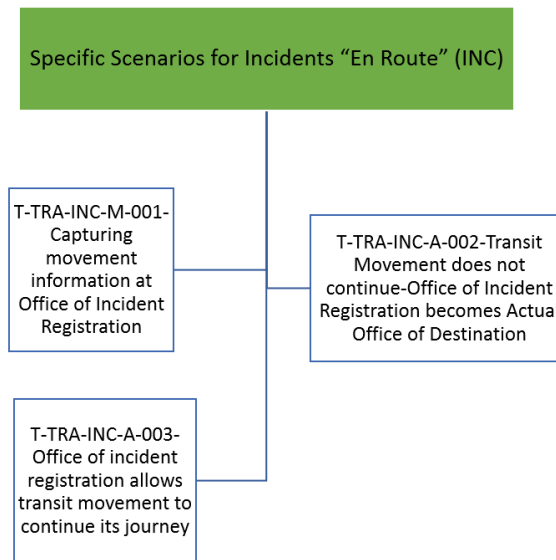 Specific Scenarios for Incidents “En Route” (INC)
T-TRA-INC-M-001-
Capturing
movement
information at
Office of Incident
Registration
T-TRA-INC-A-002-Transit
Movement does not
continue-Office of Incident
Registration becomes Actua
Office of Destination
T-TRA-INC-A-003-
Office of incident
registration allows
transit movement to
continue its journey